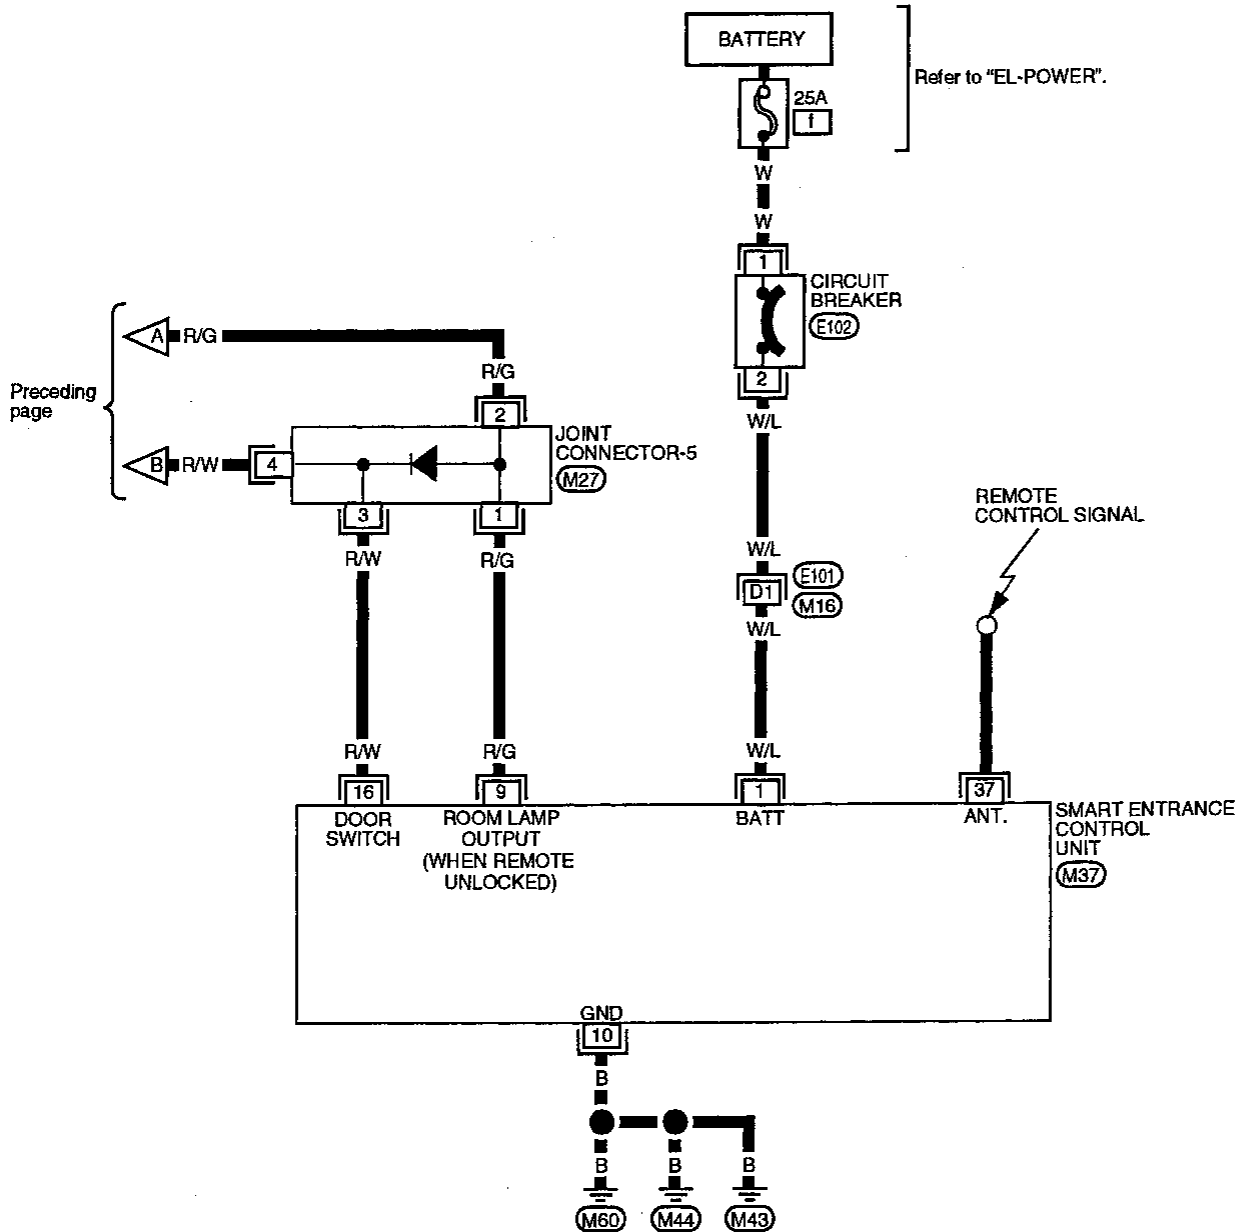 BATTERY
Refer to "EL-POWER".
25A
f
W
W
1
CIRCUIT
BREAKER
E102
2
W/L
A
R/G
R/G
2
Preceding
page
JOINT
CONNECTOR-5
M27
B
R/W
4
3
1
R/W
R/G
REMOTE
CONTROL SIGNAL
W/L
D1
E101
M16
W/L
R/W
R/G
W/L
16
9
1
37
DOOR
SWITCH
ROOM LAMP
OUTPUT
(WHEN REMOTE
UNLOCKED)
BATT
ANT.
SMART ENTRANCE
CONTROL
UNIT
M37
GND
10
B
B
B
B
M60
M44
M43